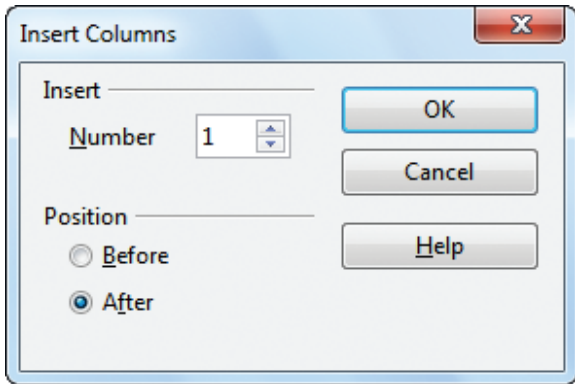 Insert Columns
Insert
Number 1
Position
Before
After
OK
Cancel
Help